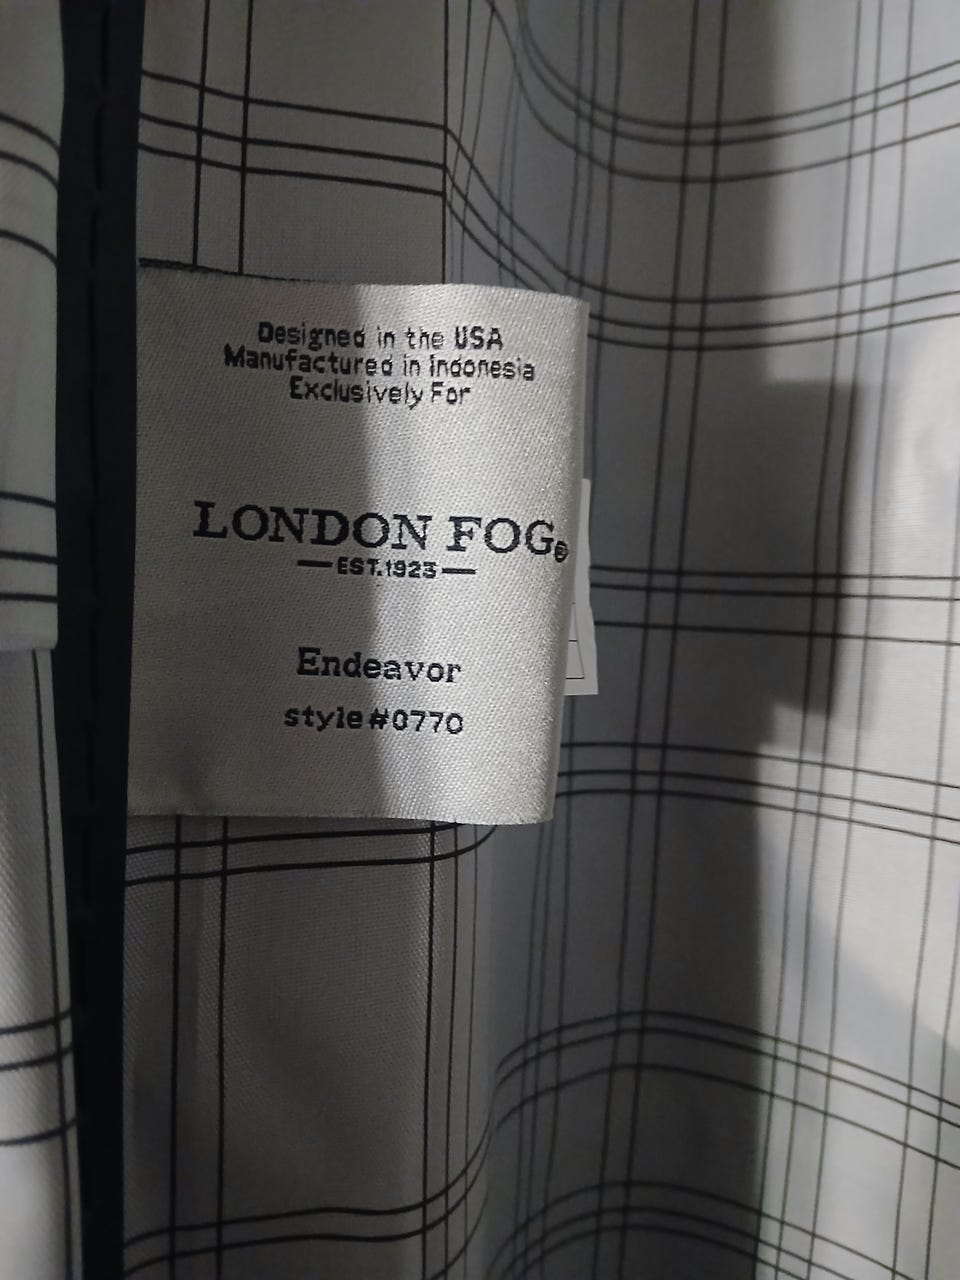 Designed in the USA
Manufactured in Indonesia
Exclusively For
LONDON FOG®
EST.1923
Endeavor
style#0770